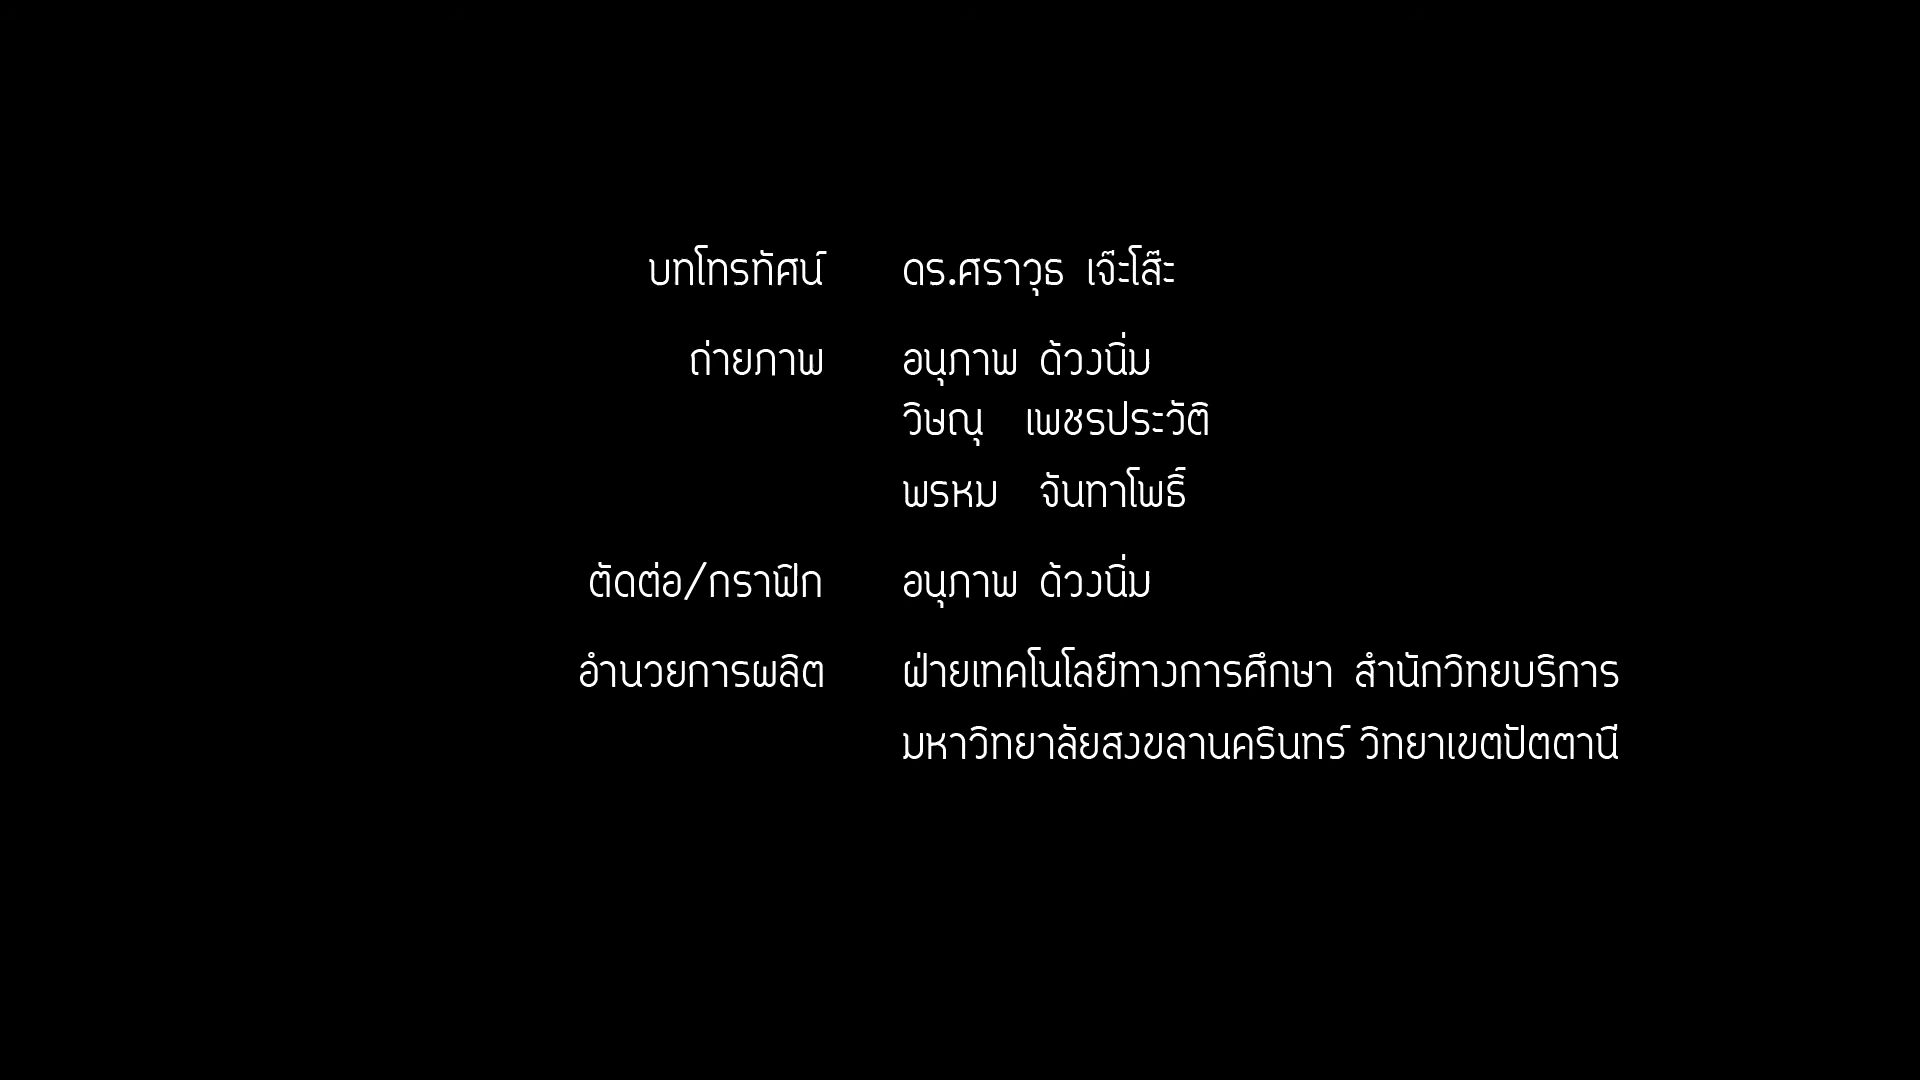 บทโทรทัศน์ ดร.ศราวุธ เจ๊ะโส๊ะ
ถ่ายภาพ อนุภาพ ด้วงนิ่ม
วิษณุ เพชรประวัติ
พรหม จันทาโพธิ์
ตัดต่อ/กราฟิก อนุภาพ ด้วงนิ่ม
อำนวยการผลิต ฝ่ายเทคโนโลยีทางการศึกษา สำนักวิทยบริการ
มหาวิทยาลัยสงขลานครินทร์ วิทยาเขตปัตตานี